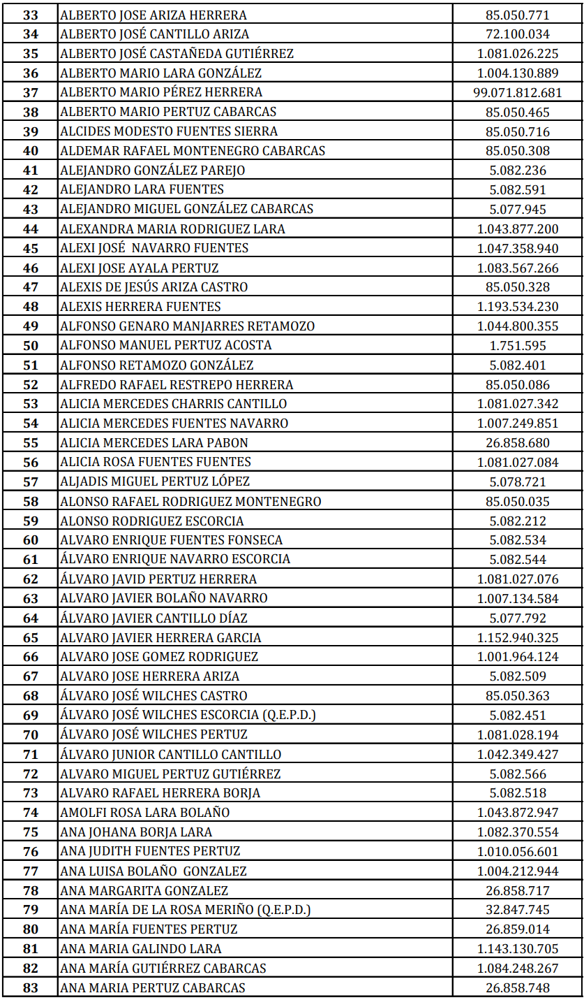 33 ALBERTO JOSE ARIZA HERRERA 85.050.771
34 ALBERTO JOSÉ CANTILLO ARIZA 72.100.034
35 ALBERTO JOSÉ CASTAÑEDA GUTIÉRREZ 1.081.026.225
36 ALBERTO MARIO LARA GONZÁLEZ 1.004.130.889
37 ALBERTO MARIO PÉREZ HERRERA 99.071.812.681
38 ALBERTO MARIO PERTUZ CABARCAS 85.050.465
39 ALCIDES MODESTO FUENTES SIERRA 85.050.716
40 ALDEMAR RAFAEL MONTENEGRO CABARCAS 85.050.308
41 ALEJANDRO GONZÁLEZ PAREJO 5.082.236
42 ALEJANDRO LARA FUENTES 5.082.591
43 ALEJANDRO MIGUEL GONZÁLEZ CABARCAS 5.077.945
44 ALEXANDRA MARIA RODRIGUEZ LARA 1.043.877.200
45 ALEXI JOSÉ  NAVARRO FUENTES 1.047.358.940
46 ALEXI JOSE AYALA PERTUZ 1.083.567.266
47 ALEXIS DE JESÚS ARIZA CASTRO 85.050.328
48 ALEXIS HERRERA FUENTES 1.193.534.230
49 ALFONSO GENARO MANJARRES RETAMOZO 1.044.800.355
50 ALFONSO MANUEL PERTUZ ACOSTA 1.751.595
51 ALFONSO RETAMOZO GONZÁLEZ 5.082.401
52 ALFREDO RAFAEL RESTREPO HERRERA 85.050.086
53 ALICIA MERCEDES CHARRIS CANTILLO 1.081.027.342
54 ALICIA MERCEDES FUENTES NAVARRO 1.007.249.851
55 ALICIA MERCEDES LARA PABON 26.858.680
56 ALICIA ROSA FUENTES FUENTES 1.081.027.084
57 ALJADIS MIGUEL PERTUZ LÓPEZ 5.078.721
58 ALONSO RAFAEL RODRIGUEZ MONTENEGRO 85.050.035
59 ALONSO RODRIGUEZ ESCORCIA 5.082.212
60 ALVARO ENRIQUE FUENTES FONSECA 5.082.534
61 ÁLVARO ENRIQUE NAVARRO ESCORCIA 5.082.544
62 ÁLVARO JAVID PERTUZ HERRERA 1.081.027.076
63 ALVARO JAVIER BOLAÑO NAVARRO 1.007.134.584
64 ÁLVARO JAVIER CANTILLO DÍAZ 5.077.792
65 ALVARO JAVIER HERRERA GARCIA 1.152.940.325
66 ALVARO JOSE GOMEZ RODRIGUEZ 1.001.964.124
67 ALVARO JOSE HERRERA ARIZA 5.082.509
68 ÁLVARO JOSÉ WILCHES CASTRO 85.050.363
69 ÁLVARO JOSÉ WILCHES ESCORCIA (Q.E.P.D.) 5.082.451
70 ÁLVARO JOSÉ WILCHES PERTUZ 1.081.028.194
71 ÁLVARO JUNIOR CANTILLO CANTILLO 1.042.349.427
72 ALVARO MIGUEL PERTUZ GUTIÉRREZ 5.082.566
73 ALVARO RAFAEL HERRERA BORJA 5.082.518
74 AMOLFI ROSA LARA BOLAÑO 1.043.872.947
75 ANA JOHANA BORJA LARA 1.082.370.554
76 ANA JUDITH FUENTES PERTUZ 1.010.056.601
77 ANA LUISA BOLAÑO  GONZALEZ 1.004.212.944
78 ANA MARGARITA GONZALEZ 26.858.717
79 ANA MARÍA DE LA ROSA MERIÑO (Q.E.P.D.) 32.847.745
80 ANA MARÍA FUENTES PERTUZ 26.859.014
81 ANA MARIA GALINDO LARA 1.143.130.705
82 ANA MARÍA GUTIÉRREZ CABARCAS 1.084.248.267
83 ANA MARIA PERTUZ CABARCAS 26.858.748